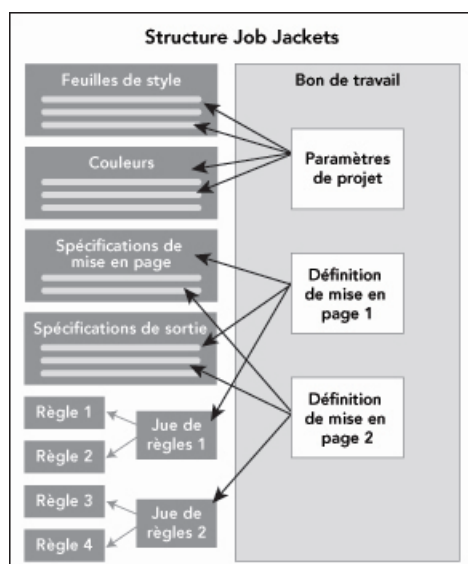 Structure Job Jackets
Feuilles de style
Couleurs
Spécifications de
mise en page
Spécifications de sortie
Règle 1
Règle 2
Jue de
règles 1
Règle 3
Règle 4
Jue de
règles 2
Bon de travail
Paramètres
de projet
Définition
de mise en
page 1
Définition
de mise en
page 2